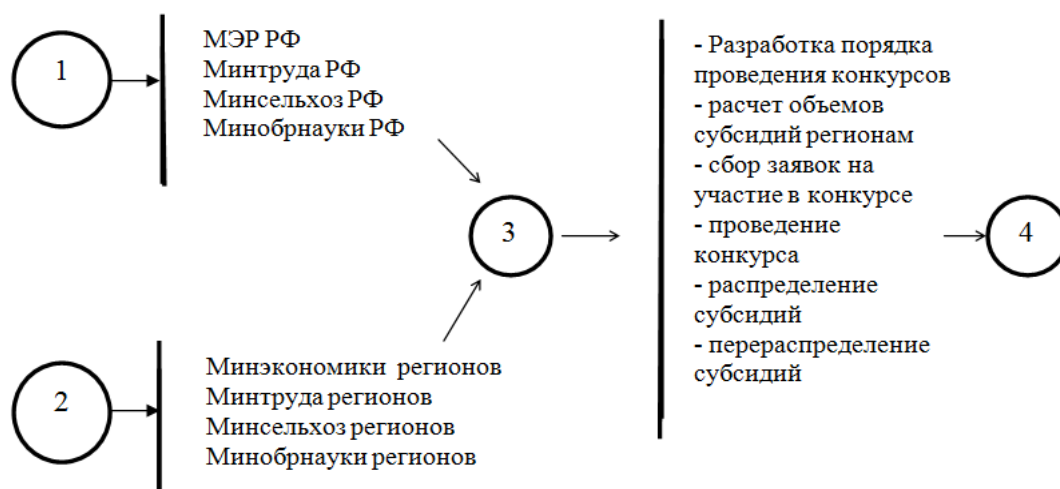 1
МЭР РФ
Минтруда РФ
Минсельхоз РФ
Минобрнауки РФ
2
Минэкономики регионов
Минтруда регионов
Минсельхоз регионов
Минобрнауки регионов
3
- Разработка порядка
проведения конкурсов
- расчет объемов
субсидий регионам
- сбор заявок на
участие в конкурсе
- проведение
конкурса
- распределение
субсидий
- перераспределение
субсидий
4